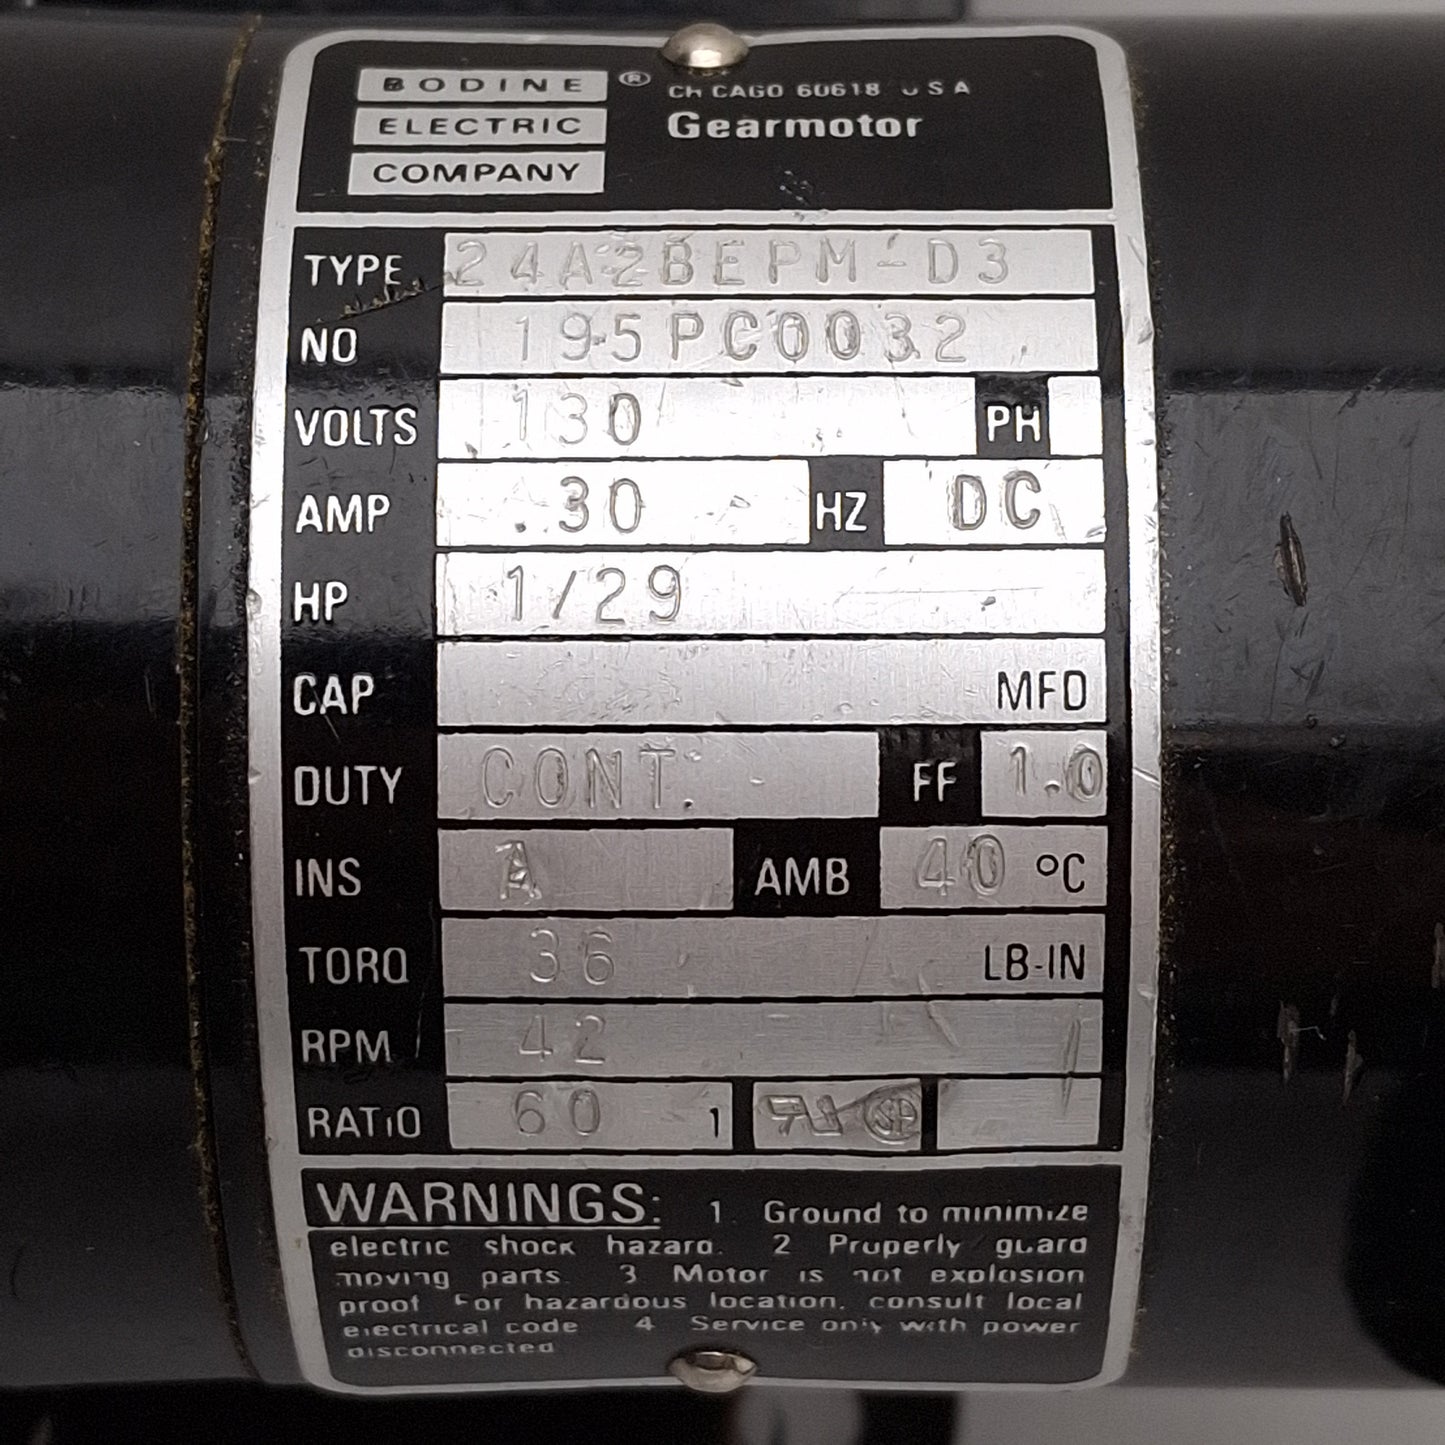 BODINE ® CHICAGO 60618 USA
ELECTRIC Gearmotor
COMPANY
TYPE 24A2BEPM-D3
NO 195PC0032
VOLTS 130 PH
AMP .30 HZ DC
HP 1/29
CAP MFD
DUTY CONT. FF 1.0
INS A AMB 40 °C
TORQ 36 LB-IN
RPM 42
RATIO 60 1
WARNINGS: 1. Ground to minimize
electric shock hazard. 2 Properly guard
moving parts. 3 Motor is not explosion
proof For hazardous location, consult local
electrical code 4 Service only with power
disconnected